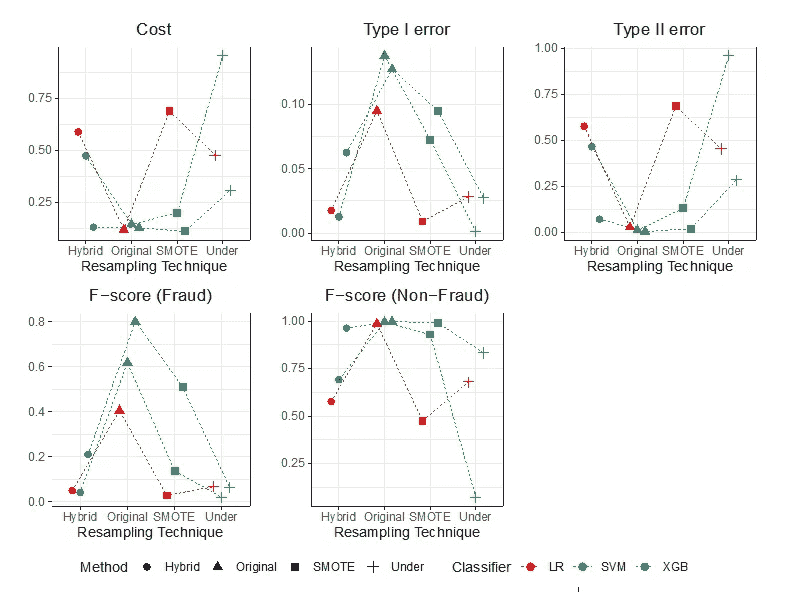 Cost
0.75
0.50
0.25
Hybrid Original SMOTE Under
Resampling Technique
Type I error
0.10
0.05
0.00
Hybrid Original SMOTE Under
Resampling Technique
Type II error
1.00
0.75
0.50
0.25
0.00
Hybrid Original SMOTE Under
Resampling Technique
F−score (Fraud)
0.8
0.6
0.4
0.2
0.0
Hybrid Original SMOTE Under
Resampling Technique
F−score (Non−Fraud)
1.00
0.75
0.50
0.25
Hybrid Original SMOTE Under
Resampling Technique
Method Hybrid Original SMOTE Under Classifier LR SVM XGB